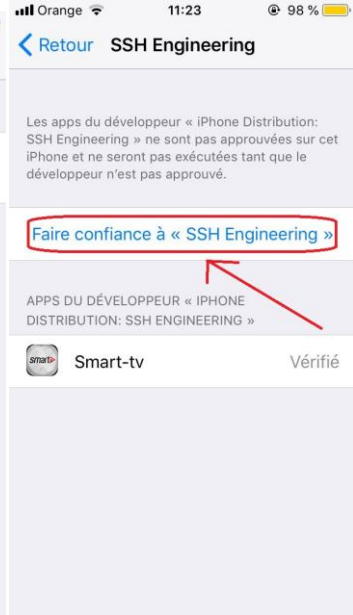 Orange 11:23 98 %
Retour SSH Engineering
Les apps du développeur « iPhone Distribution:
SSH Engineering » ne sont pas approuvées sur cet
iPhone et ne seront pas exécutées tant que le
développeur n'est pas approuvé.
Faire confiance à « SSH Engineering »
APPS DU DÉVELOPPEUR « IPHONE
DISTRIBUTION: SSH ENGINEERING »
smart
Smart-tv Vérifié